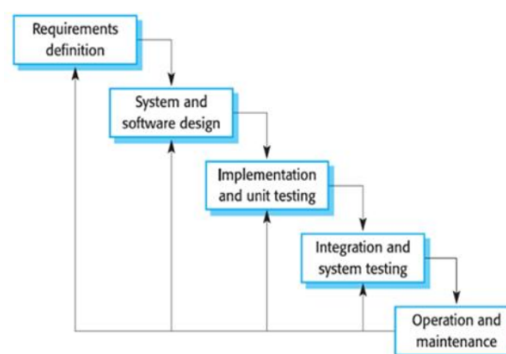 Requirements
definition
System and
software design
Implementation
and unit testing
Integration and
system testing
Operation and
maintenance